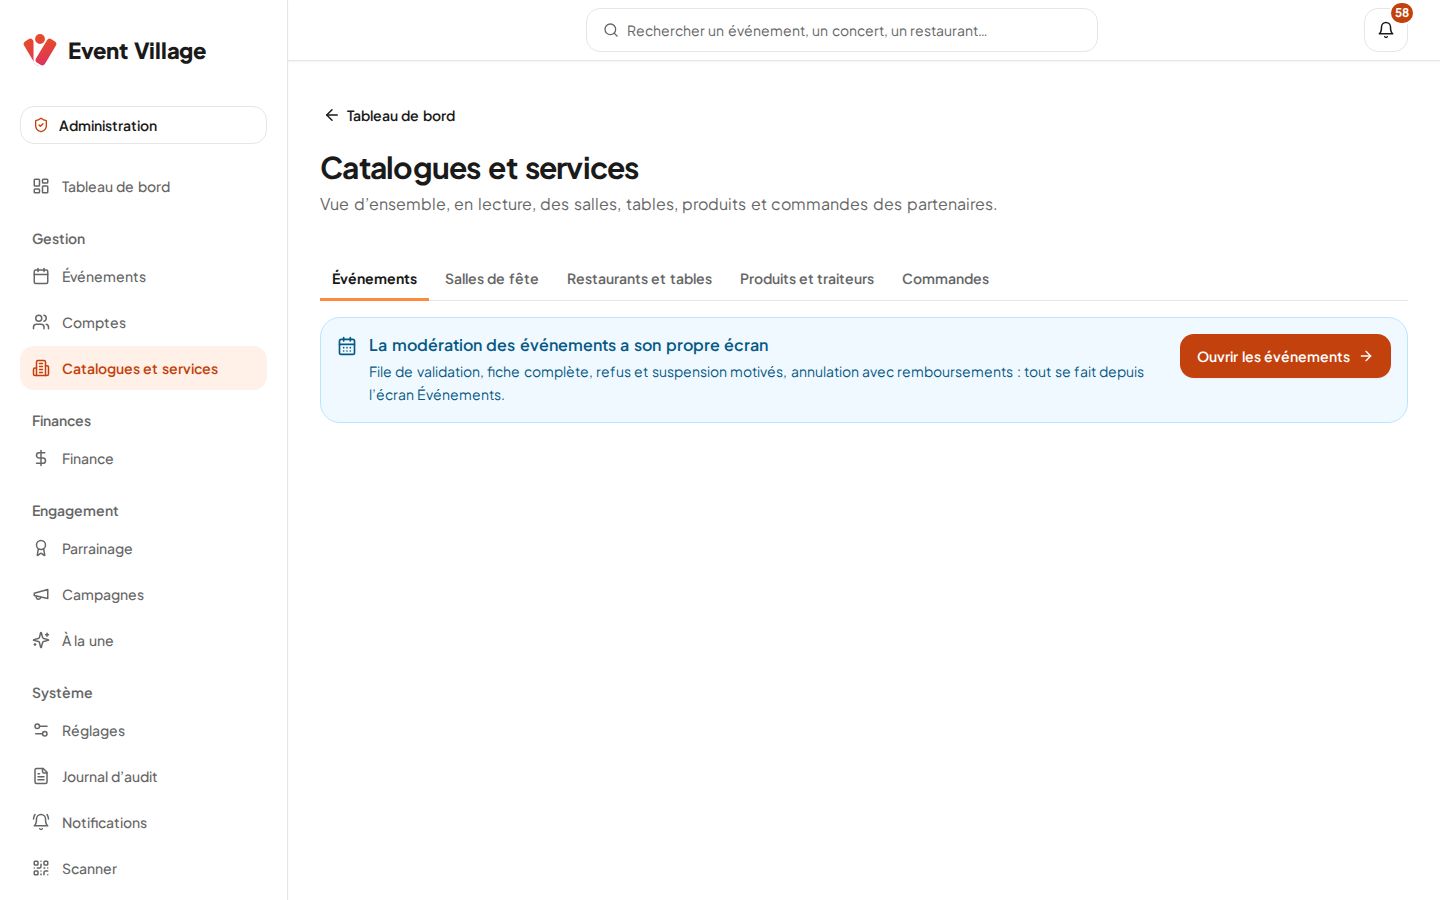 Event Village
Rechercher un événement, un concert, un restaurant…
58
Administration
Tableau de bord
Gestion
Événements
Comptes
Catalogues et services
Finances
Finance
Engagement
Parrainage
Campagnes
À la une
Système
Réglages
Journal d’audit
Notifications
Scanner
Tableau de bord
Catalogues et services
Vue d’ensemble, en lecture, des salles, tables, produits et commandes des partenaires.
Événements
Salles de fête
Restaurants et tables
Produits et traiteurs
Commandes
La modération des événements a son propre écran
File de validation, fiche complète, refus et suspension motivés, annulation avec remboursements : tout se fait depuis
l’écran Événements.
Ouvrir les événements